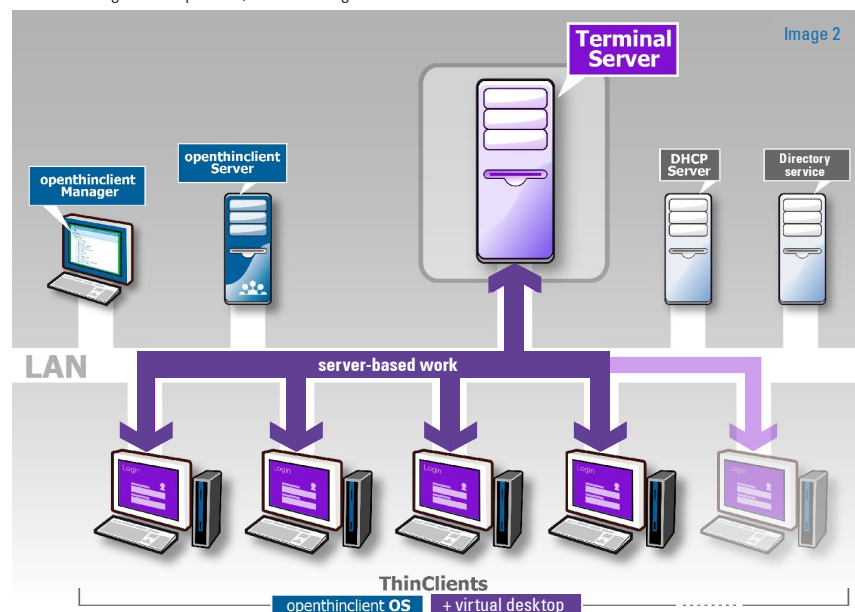 Image 2
Terminal
Server
openthinclient
Server
DHCP
Server
Directory
service
openthinclient
Manager
LAN
server-based work
Login
Login
Login
Login
Login
ThinClients
openthinclient OS
+ virtual desktop